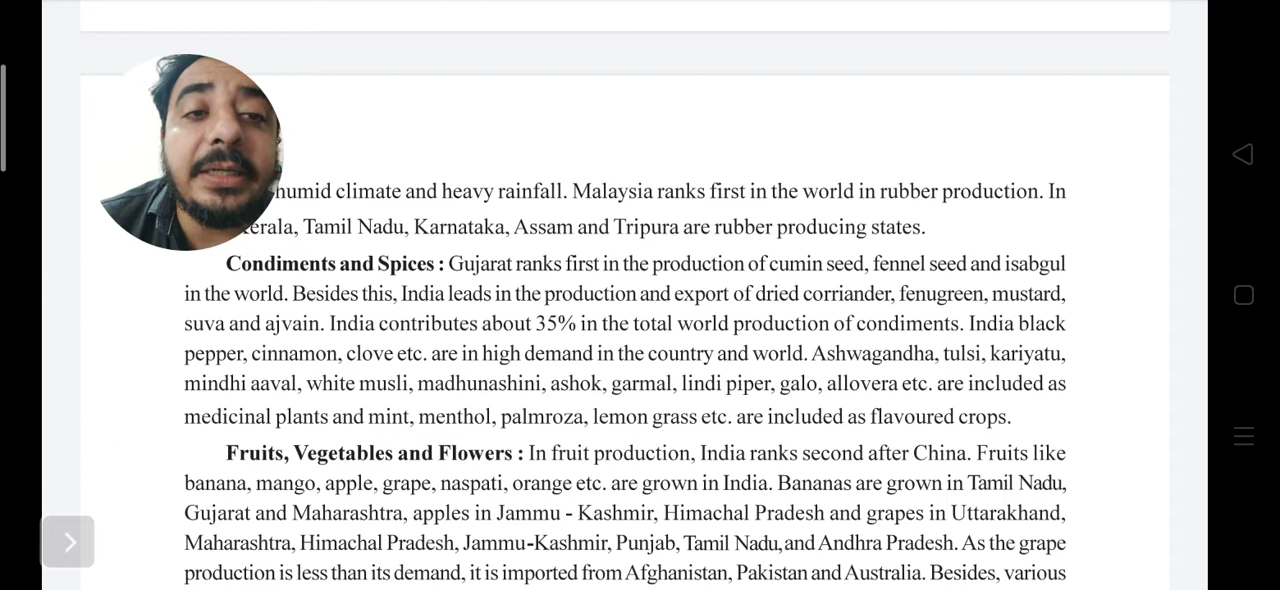 humid climate and heavy rainfall. Malaysia ranks first in the world in rubber production. In
Tamil Nadu, Karnataka, Assam and Tripura are rubber producing states.
Condiments and Spices : Gujarat ranks first in the production of cumin seed, fennel seed and isabgul
in the world. Besides this, India leads in the production and export of dried corriander, fenugreen, mustard,
suva and ajvain. India contributes about 35% in the total world production of condiments. India black
pepper, cinnamon, clove etc. are in high demand in the country and world. Ashwagandha, tulsi, kariyatu,
mindhi aaval, white musli, madhunashini, ashok, garmal, lindi piper, galo, allovera etc. are included as
medicinal plants and mint, menthol, palmroza, lemon grass etc. are included as flavoured crops.
Fruits, Vegetables and Flowers : In fruit production, India ranks second after China. Fruits like
banana, mango, apple, grape, naspati, orange etc. are grown in India. Bananas are grown in Tamil Nadu,
Gujarat and Maharashtra, apples in Jammu - Kashmir, Himachal Pradesh and grapes in Uttarakhand,
Maharashtra, Himachal Pradesh, Jammu-Kashmir, Punjab, Tamil Nadu, and Andhra Pradesh. As the grape
production is less than its demand, it is imported from Afghanistan, Pakistan and Australia. Besides, various